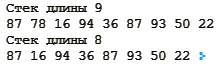 Стек длины 9
87 78 16 94 36 87 93 50 22
Стек длины 8
87 16 94 36 87 93 50 22